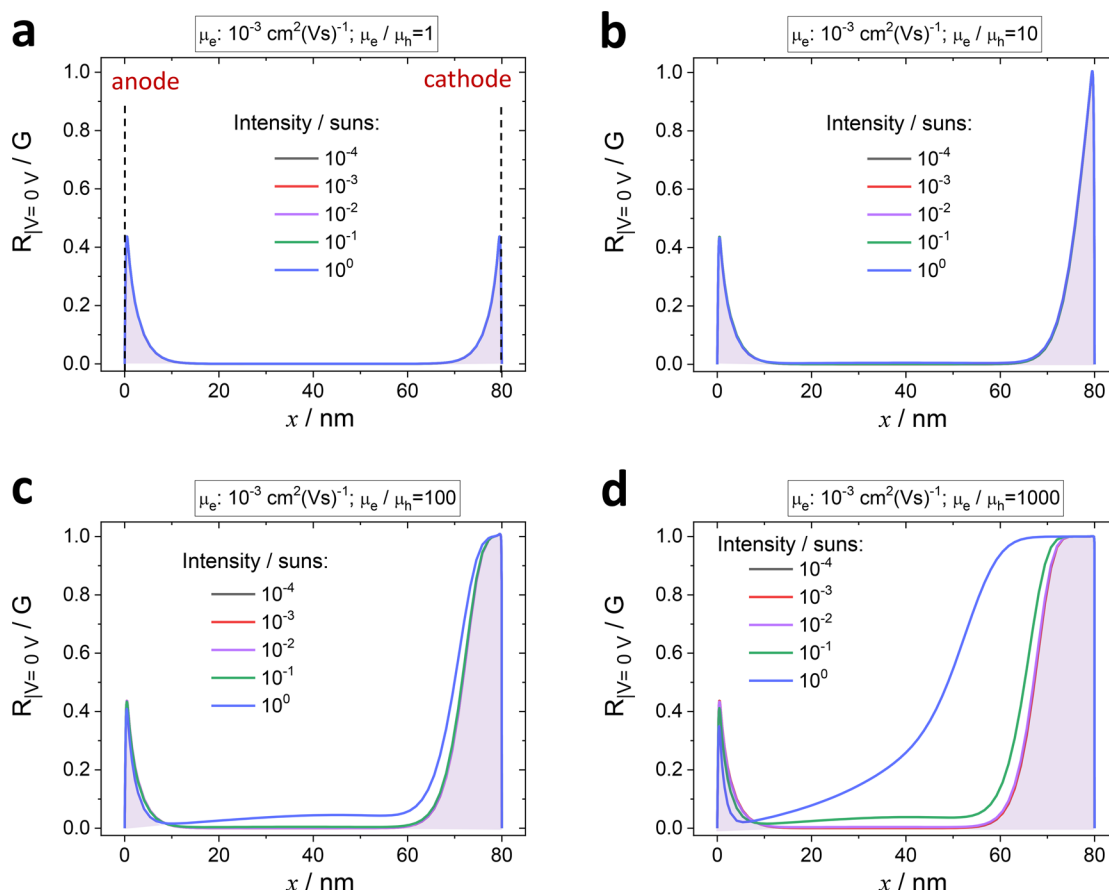 a
μₑ: 10⁻³ cm²(Vs)⁻¹; μₑ / μₕ=1
anode
cathode
Intensity / suns:
10⁻⁴
10⁻³
10⁻²
10⁻¹
10⁰
R|V= 0 V / G
1.0
0.8
0.6
0.4
0.2
0.0
0
20
40
60
80
x / nm
b
μₑ: 10⁻³ cm²(Vs)⁻¹; μₑ / μₕ=10
Intensity / suns:
10⁻⁴
10⁻³
10⁻²
10⁻¹
10⁰
R|V= 0 V / G
1.0
0.8
0.6
0.4
0.2
0.0
0
20
40
60
80
x / nm
c
μₑ: 10⁻³ cm²(Vs)⁻¹; μₑ / μₕ=100
Intensity / suns:
10⁻⁴
10⁻³
10⁻²
10⁻¹
10⁰
R|V= 0 V / G
1.0
0.8
0.6
0.4
0.2
0.0
0
20
40
60
80
x / nm
d
μₑ: 10⁻³ cm²(Vs)⁻¹; μₑ / μₕ=1000
Intensity / suns:
10⁻⁴
10⁻³
10⁻²
10⁻¹
10⁰
R|V= 0 V / G
1.0
0.8
0.6
0.4
0.2
0.0
0
20
40
60
80
x / nm